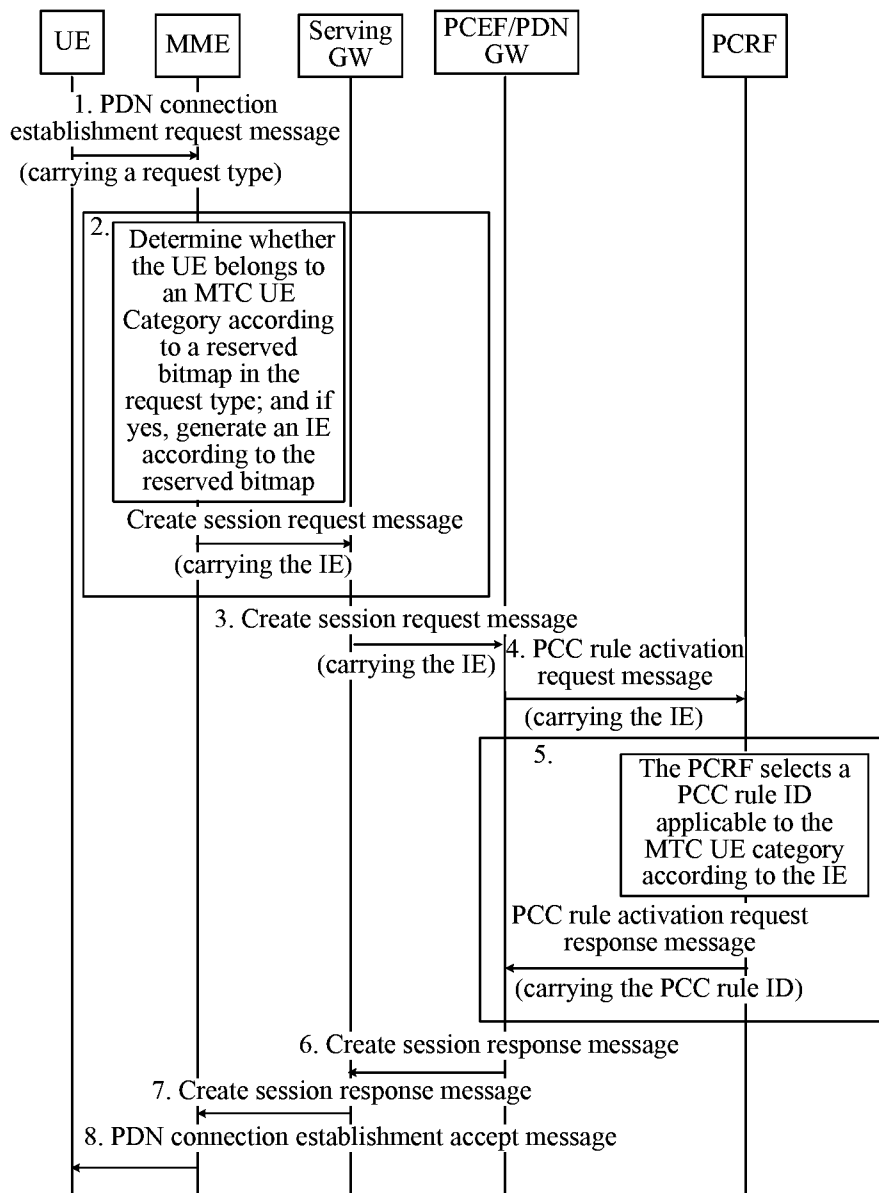 UE
MME
Serving
GW
PCEF/PDN
GW
PCRF
1. PDN connection
establishment request message
(carrying a request type)
2.
Determine whether
the UE belongs to
an MTC UE
Category according
to a reserved
bitmap in the
request type; and if
yes, generate an IE
according to the
reserved bitmap
Create session request message
(carrying the IE)
3. Create session request message
(carrying the IE)
4. PCC rule activation
request message
(carrying the IE)
5.
The PCRF selects a
PCC rule ID
applicable to the
MTC UE category
according to the IE
PCC rule activation request
response message
(carrying the PCC rule ID)
6. Create session response message
7. Create session response message
8. PDN connection establishment accept message